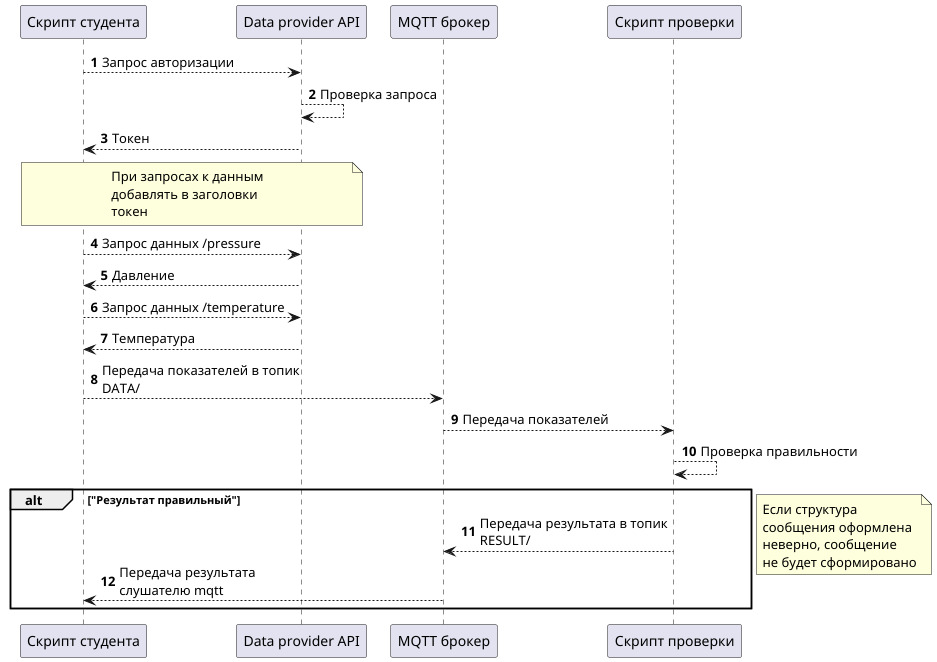 Скрипт студента
Data provider API
MQTT брокер
Скрипт проверки
1 Запрос авторизации
2 Проверка запроса
3 Токен
При запросах к данным
добавлять в заголовки
токен
4 Запрос данных /pressure
5 Давление
6 Запрос данных /temperature
7 Температура
8 Передача показателей в топик
DATA/
9 Передача показателей
10 Проверка правильности
alt ["Результат правильный"]
Если структура
сообщения оформлена
неверно, сообщение
не будет сформировано
11 Передача результата в топик
RESULT/
12 Передача результата
слушателю mqtt
Скрипт студента
Data provider API
MQTT брокер
Скрипт проверки